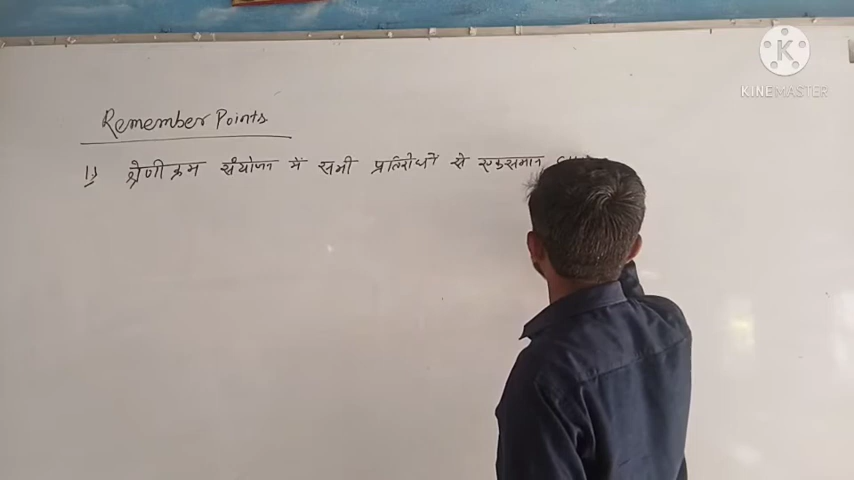 KINEMASTER
Remember Points
1) श्रेणीक्रम संयोजन में सभी प्रतिरोधों से एकसमान